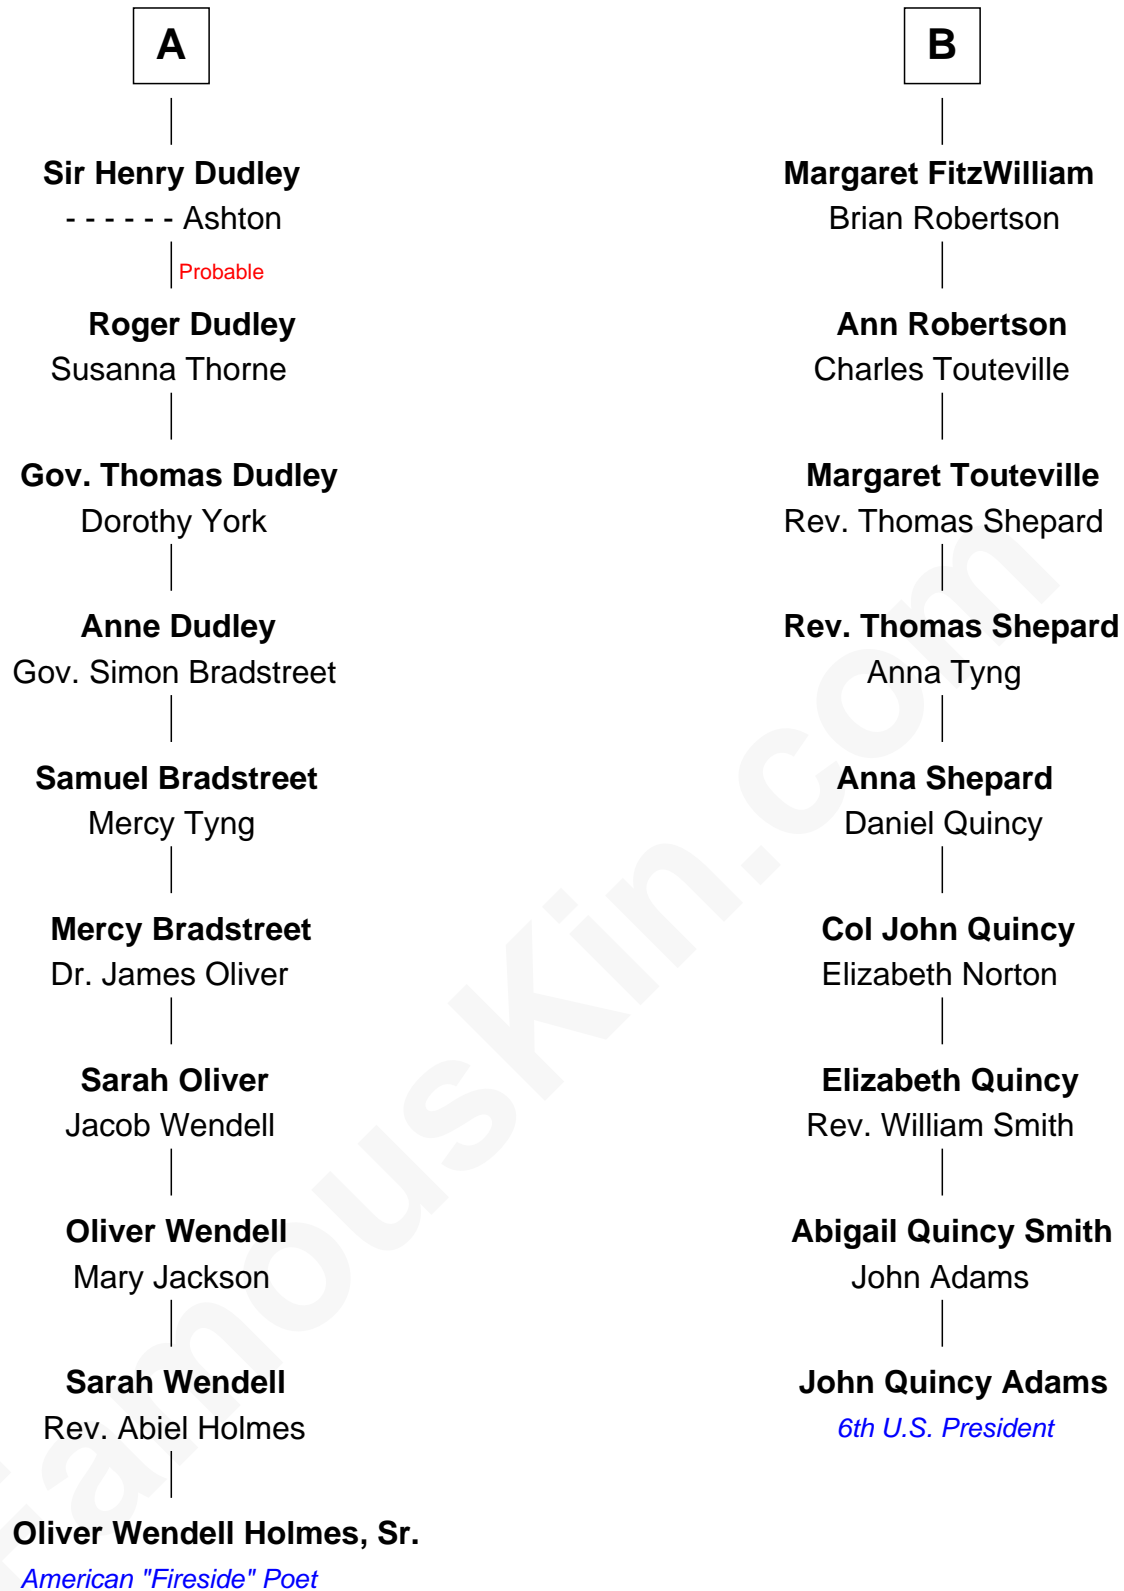 A
Sir Henry Dudley
- - - - - - Ashton
Probable
Roger Dudley
Susanna Thorne
Gov. Thomas Dudley
Dorothy York
Anne Dudley
Gov. Simon Bradstreet
Samuel Bradstreet
Mercy Tyng
Mercy Bradstreet
Dr. James Oliver
Sarah Oliver
Jacob Wendell
Oliver Wendell
Mary Jackson
Sarah Wendell
Rev. Abiel Holmes
Oliver Wendell Holmes, Sr.
American "Fireside" Poet
B
Margaret FitzWilliam
Brian Robertson
Ann Robertson
Charles Touteville
Margaret Touteville
Rev. Thomas Shepard
Rev. Thomas Shepard
Anna Tyng
Anna Shepard
Daniel Quincy
Col John Quincy
Elizabeth Norton
Elizabeth Quincy
Rev. William Smith
Abigail Quincy Smith
John Adams
John Quincy Adams
6th U.S. President
FamousKin.com